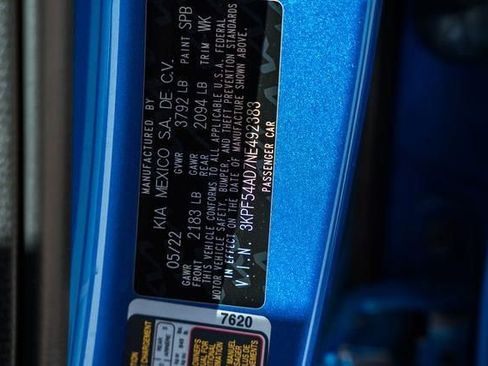 MANUFACTURED BY
KIA MEXICO S.A. DE C.V.
05/22 GVWR 3792 LB PAINT SPB
GAWR FRONT 2183 LB GAWR REAR 2094 LB TRIM WK
THIS VEHICLE CONFORMS TO ALL APPLICABLE U.S.A. FEDERAL
MOTOR VEHICLE SAFETY, BUMPER, AND THEFT PREVENTION STANDARDS
IN EFFECT ON THE DATE OF MANUFACTURE SHOWN ABOVE.
V.I.N. 3KPF54AD7NE492383
PASSENGER CAR
7620